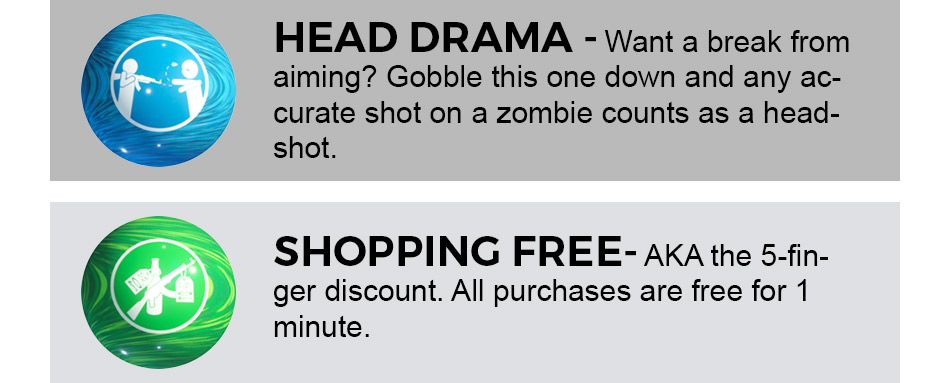 HEAD DRAMA - Want a break from
aiming? Gobble this one down and any ac-
curate shot on a zombie counts as a head-
shot.
SHOPPING FREE- AKA the 5-fin-
ger discount. All purchases are free for 1
minute.